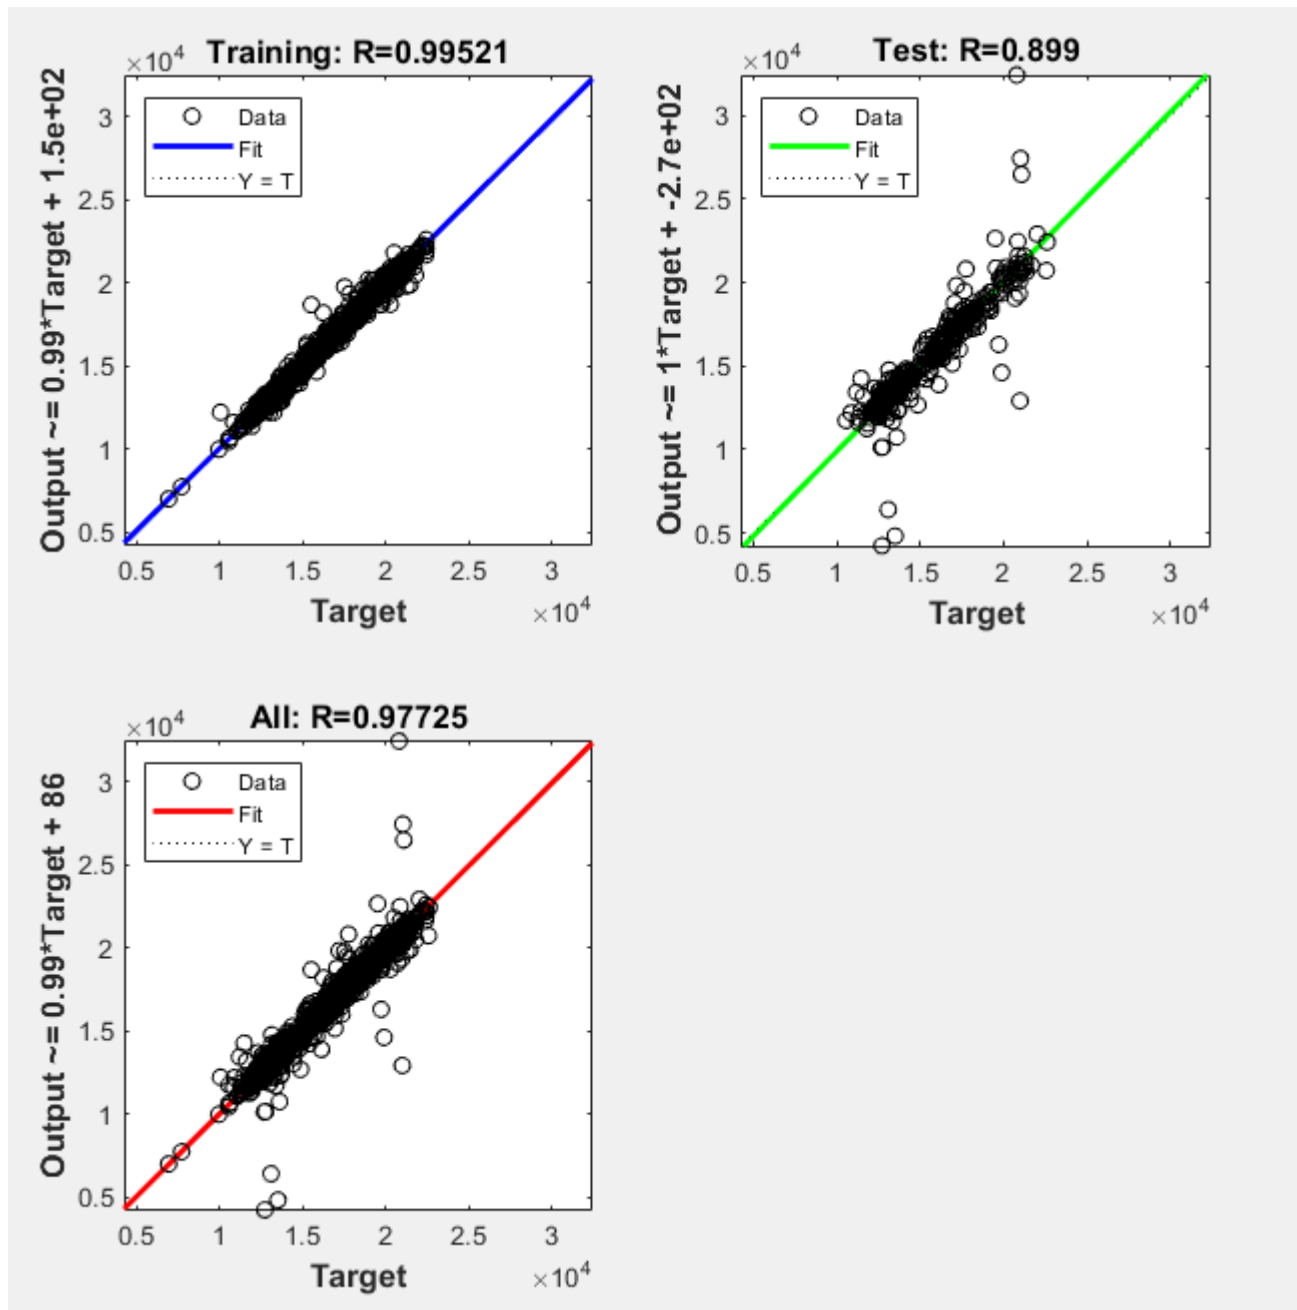 Training: R=0.99521
×10⁴
Data
Fit
Y = T
3
2.5
2
1.5
1
0.5
0.5 1 1.5 2 2.5 3
×10⁴
Target
Output ~= 0.99*Target + 1.5e+02
Test: R=0.899
×10⁴
Data
Fit
Y = T
3
2.5
2
1.5
1
0.5
0.5 1 1.5 2 2.5 3
×10⁴
Target
Output ~= 1*Target + -2.7e+02
All: R=0.97725
×10⁴
Data
Fit
Y = T
3
2.5
2
1.5
1
0.5
0.5 1 1.5 2 2.5 3
×10⁴
Target
Output ~= 0.99*Target + 86